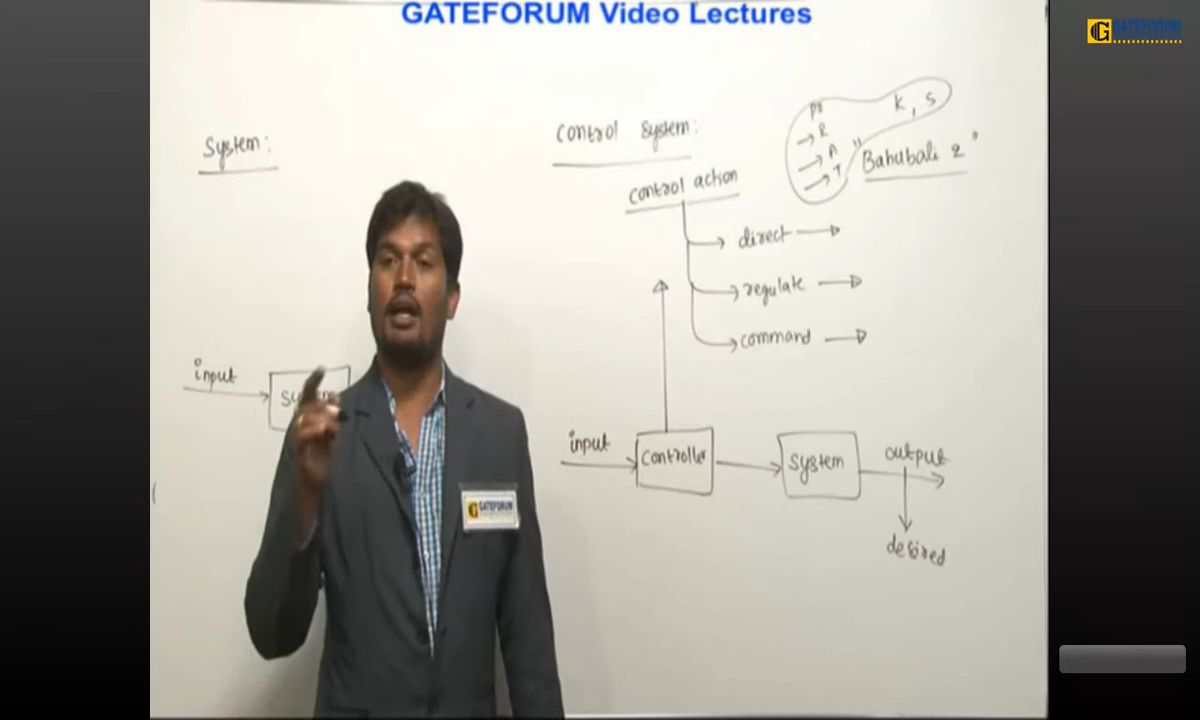 GATEFORUM Video Lectures
GATEFORUM
System:
input
Control System:
Control action
direct
regulate
command
K, S
R
A
T
"Bahubali 2"
input
Controller
System
output
desired
GATEFORUM